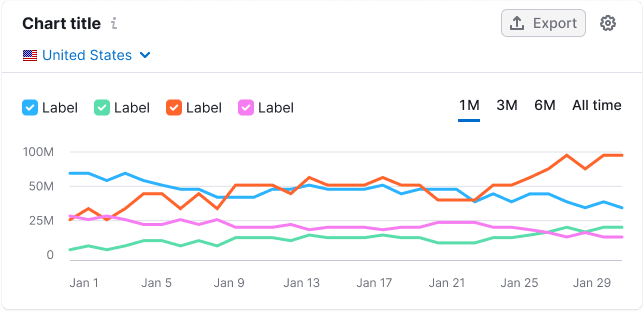 Chart title
Export
United States
Label Label Label Label
1M 3M 6M All time
100M
50M
25M
0
Jan 1 Jan 5 Jan 9 Jan 13 Jan 17 Jan 21 Jan 25 Jan 29